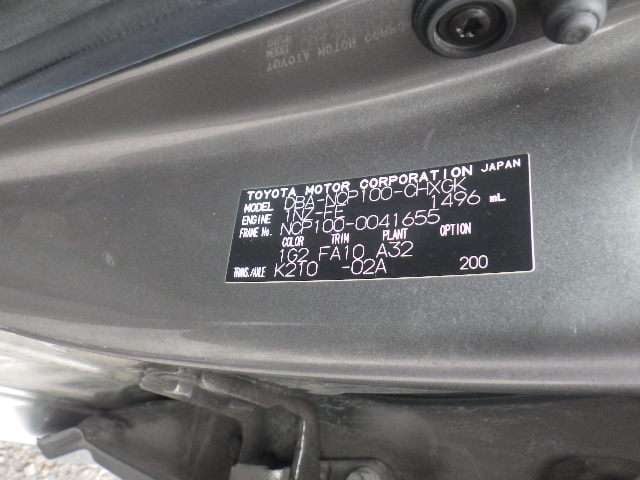 TOYOTA MOTOR CORPORATION JAPAN
MODEL DBA-NCP100-CHXGK
ENGINE 1NZ-FE 1496 mL
FRAME No. NCP100-0041655
COLOR TRIM PLANT OPTION
1G2 FA10 A32
TRANS./AXLE K210 -02A 200